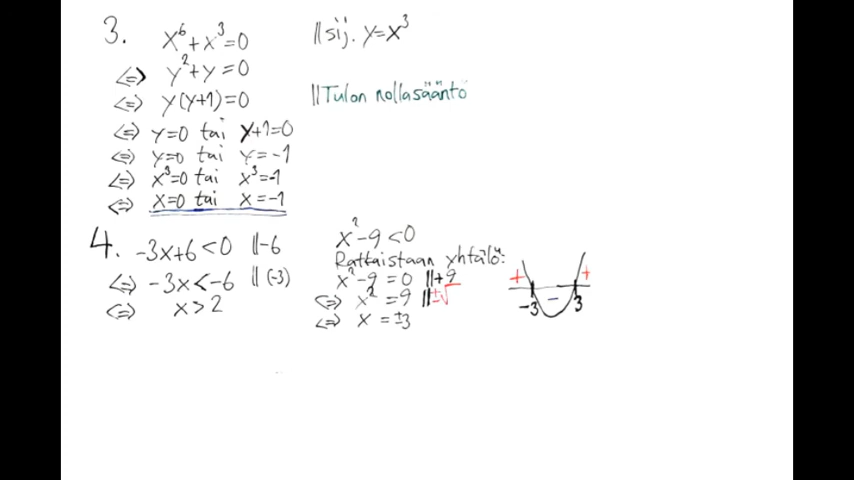 3. x⁶+x³=0 ||sij. y=x³
<=> y²+y=0
<=> y(y+1)=0 ||Tulon nollasääntö
<=> y=0 tai y+1=0
<=> y=0 tai y=-1
<=> x³=0 tai x³=-1
<=> x=0 tai x=-1
4. -3x+6<0 ||-6
<=> -3x<-6 ||:(-3)
<=> x>2
x²-9<0
Rattaistaan yhtälö:
x²-9=0 ||+9
<=> x²=9 ||±√
<=> x=±3
+ - +
-3 3